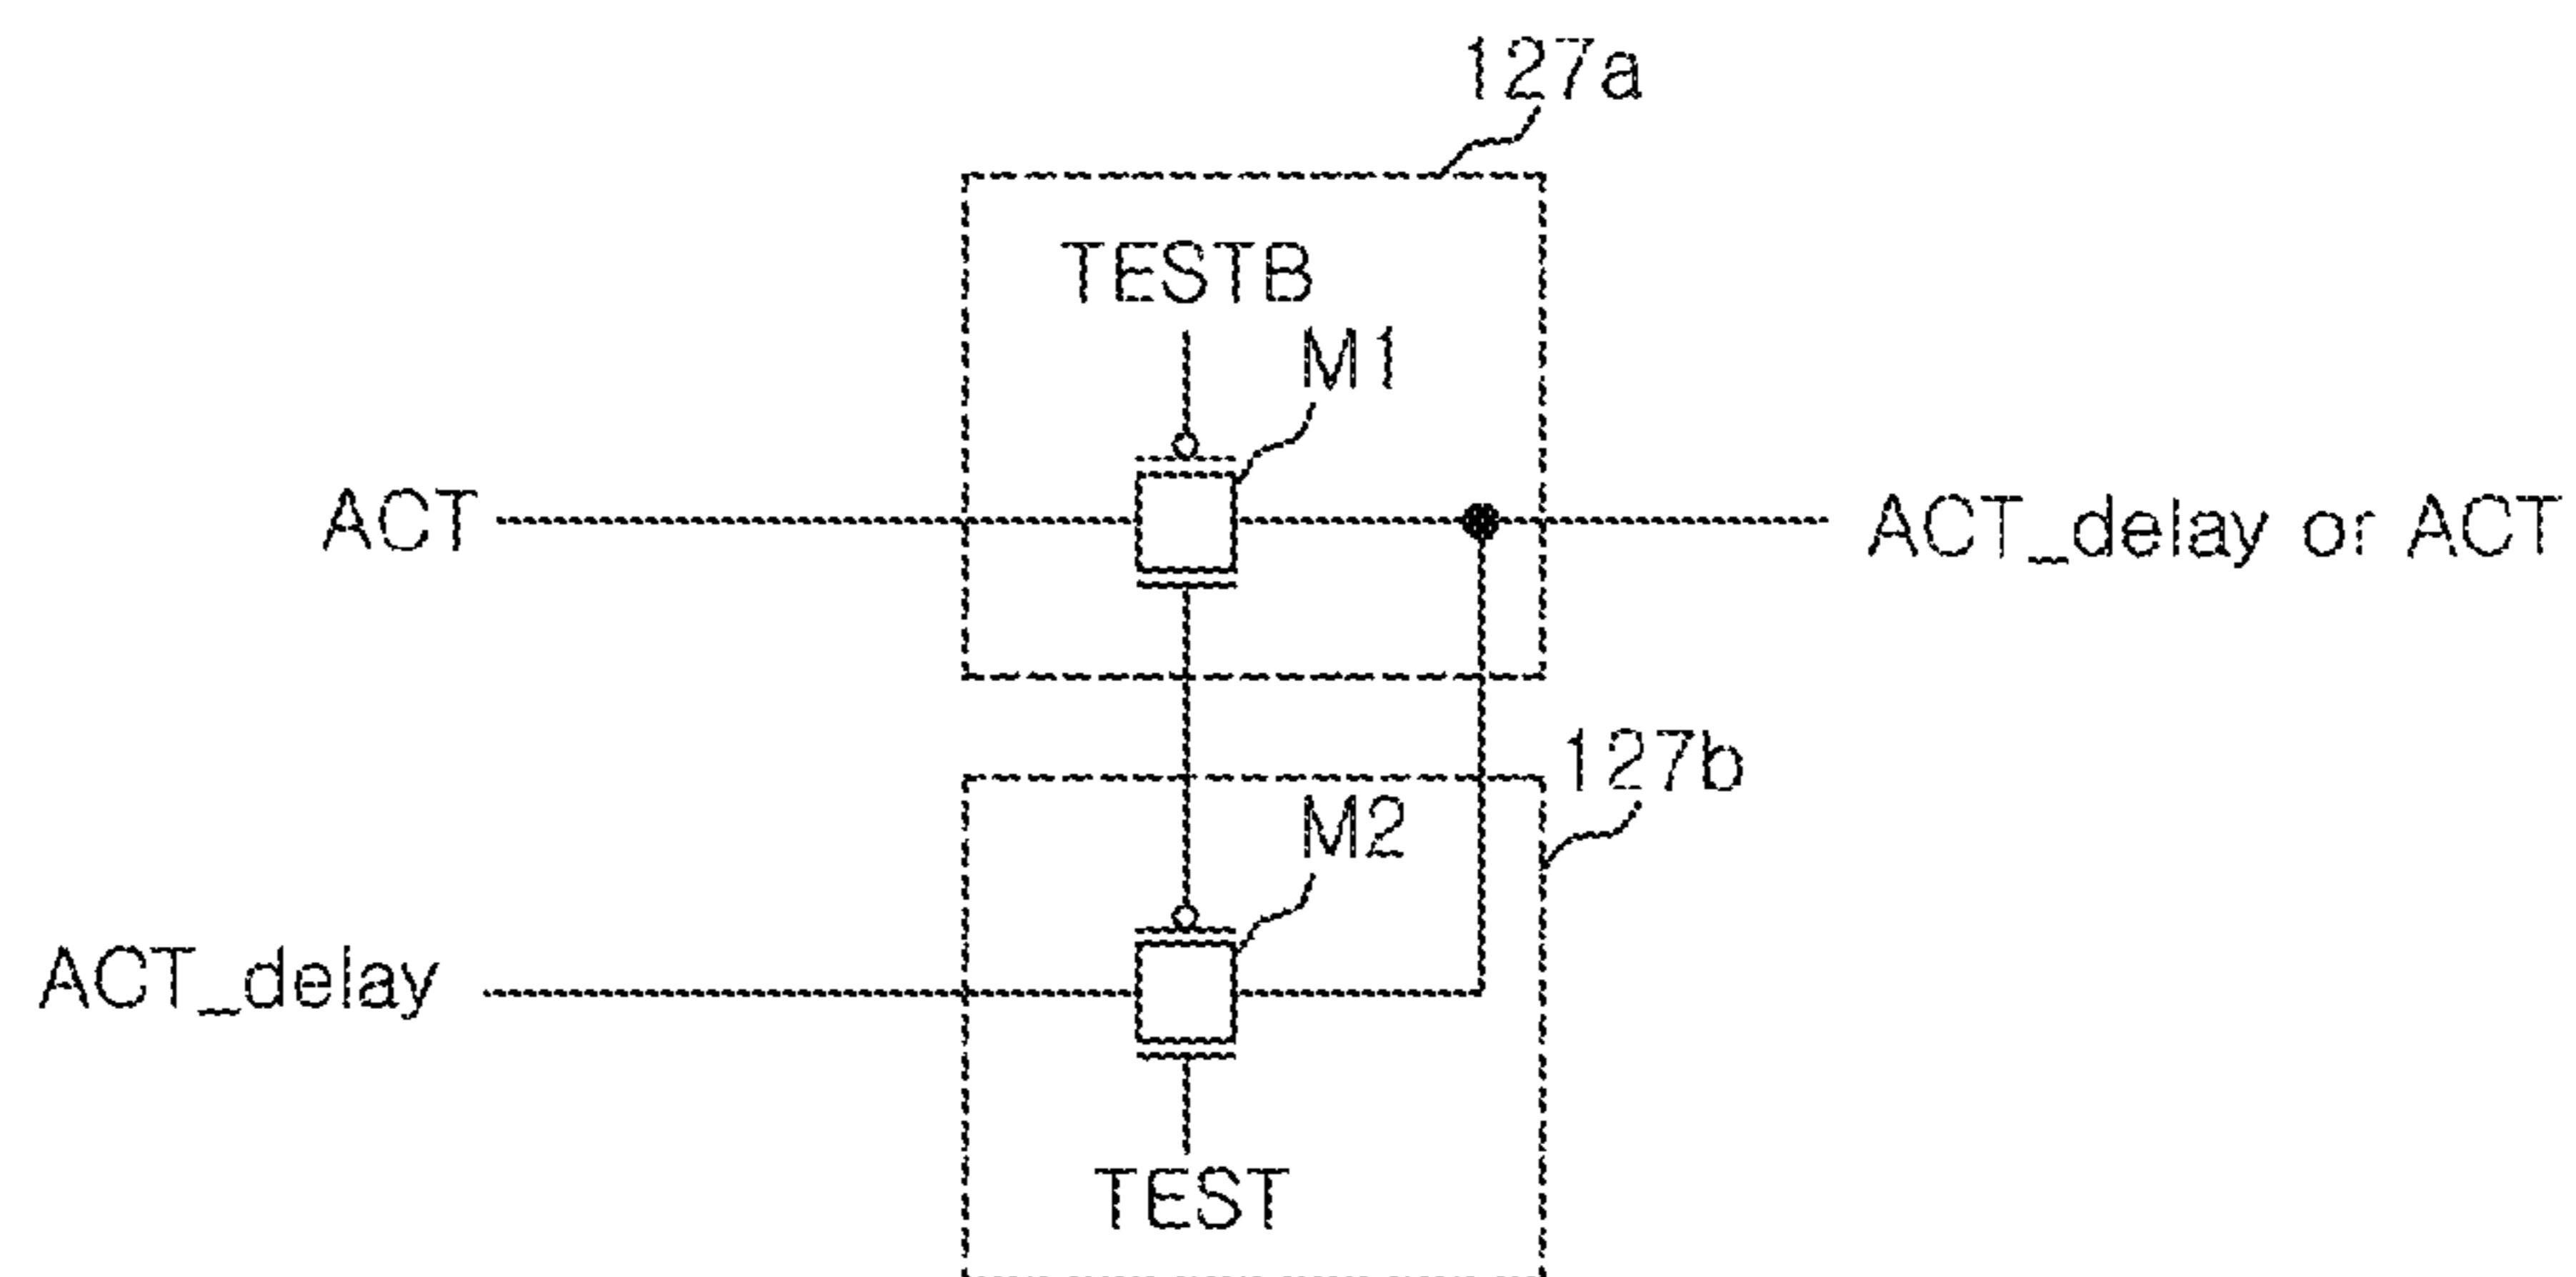 127a
TESTB
M1
ACT
ACT_delay or ACT
127b
M2
ACT_delay
TEST